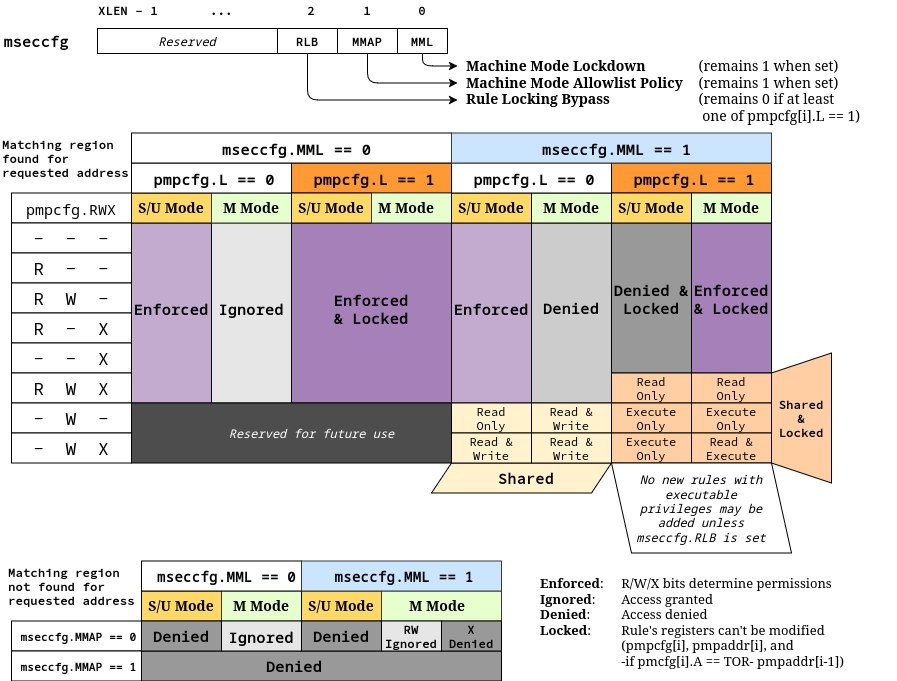 XLEN - 1 ... 2 1 0
mseccfg Reserved RLB MMAP MML
Machine Mode Lockdown (remains 1 when set)
Machine Mode Allowlist Policy (remains 1 when set)
Rule Locking Bypass (remains 0 if at least
one of pmpcfg[i].L == 1)
Matching region
found for
requested address
mseccfg.MML == 0 mseccfg.MML == 1
pmpcfg.L == 0 pmpcfg.L == 1 pmpcfg.L == 0 pmpcfg.L == 1
pmpcfg.RWX S/U Mode M Mode S/U Mode M Mode S/U Mode M Mode S/U Mode M Mode
- - -
R - -
R W -
R - X
- - X
R W X
- W -
- W X
Enforced
Ignored
Enforced
& Locked
Enforced
Denied
Denied &
Locked
Enforced
& Locked
Read
Only
Read
Only
Reserved for future use
Read
Only
Read &
Write
Execute
Only
Execute
Only
Read &
Write
Read &
Write
Execute
Only
Read &
Execute
Shared
&
Locked
Shared
No new rules with
executable
privileges may be
added unless
mseccfg.RLB is set
Matching region
not found for
requested address
mseccfg.MML == 0 mseccfg.MML == 1
S/U Mode M Mode S/U Mode M Mode
mseccfg.MMAP == 0 Denied Ignored Denied
RW
Ignored
X
Denied
mseccfg.MMAP == 1 Denied
Enforced: R/W/X bits determine permissions
Ignored: Access granted
Denied: Access denied
Locked: Rule's registers can't be modified
(pmpcfg[i], pmpaddr[i], and
-if pmcfg[i].A == TOR- pmpaddr[i-1])